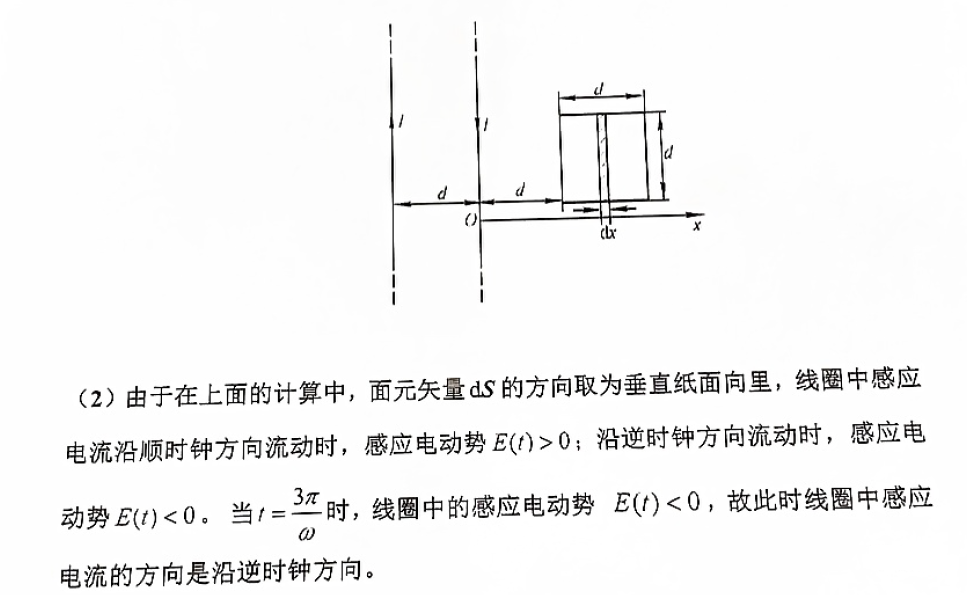 d
I
I
d
d
d
O
dx
x
（2）由于在上面的计算中，面元矢量dS的方向取为垂直纸面向里，线圈中感应
电流沿顺时钟方向流动时，感应电动势E(t)>0；沿逆时钟方向流动时，感应电
动势E(t)<0。当t=3π/ω时，线圈中的感应电动势 E(t)<0，故此时线圈中感应
电流的方向是沿逆时钟方向。